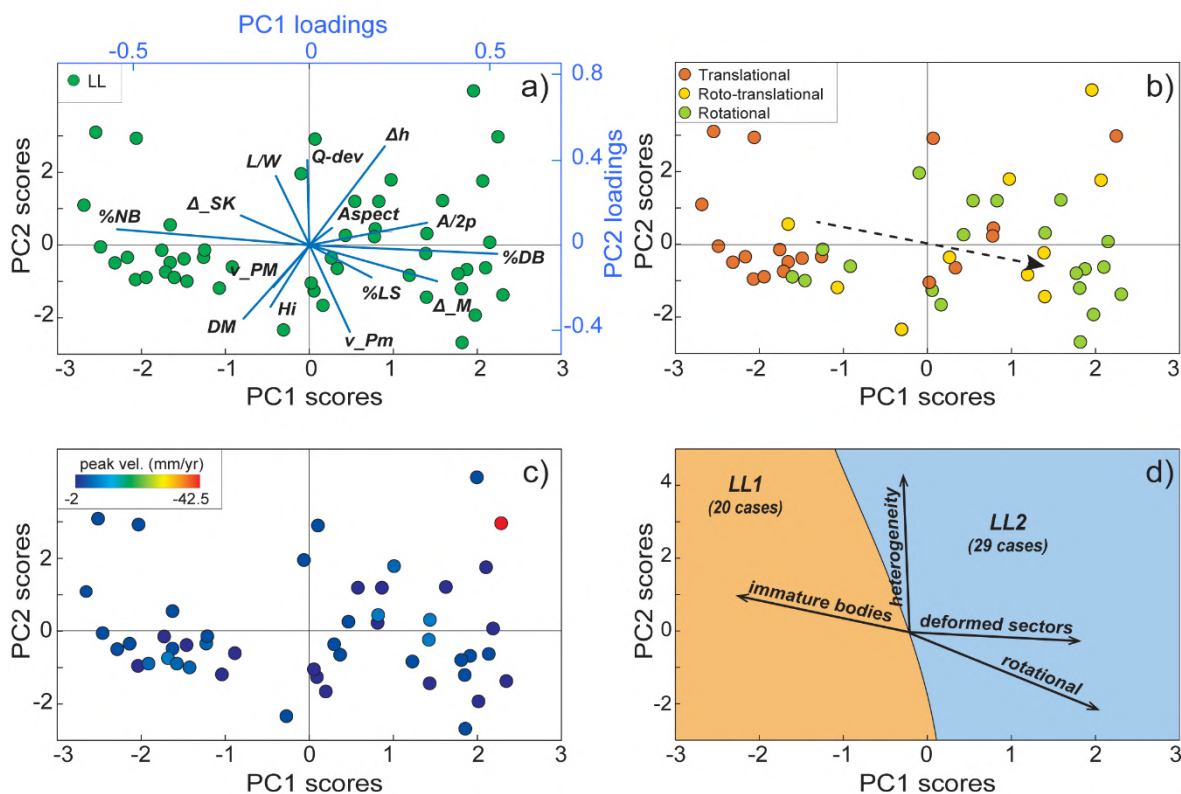 PC1 loadings
-0.5 0 0.5
LL
a)
0.8
0.4
0
-0.4
PC2 loadings
Δh
Q-dev
L/W
Δ_SK
%NB
Aspect
A/2p
%DB
v_PM
%LS
Δ_M
Hi
DM
v_Pm
PC2 scores
2
0
-2
-3 -2 -1 0 1 2 3
PC1 scores
Translational
Roto-translational
Rotational
b)
PC2 scores
2
0
-2
-3 -2 -1 0 1 2 3
PC1 scores
peak vel. (mm/yr)
-2 -42.5
c)
PC2 scores
2
0
-2
-3 -2 -1 0 1 2 3
PC1 scores
d)
LL1
(20 cases)
LL2
(29 cases)
heterogeneity
immature bodies
deformed sectors
rotational
PC2 scores
4
2
0
-2
-3 -2 -1 0 1 2 3
PC1 scores